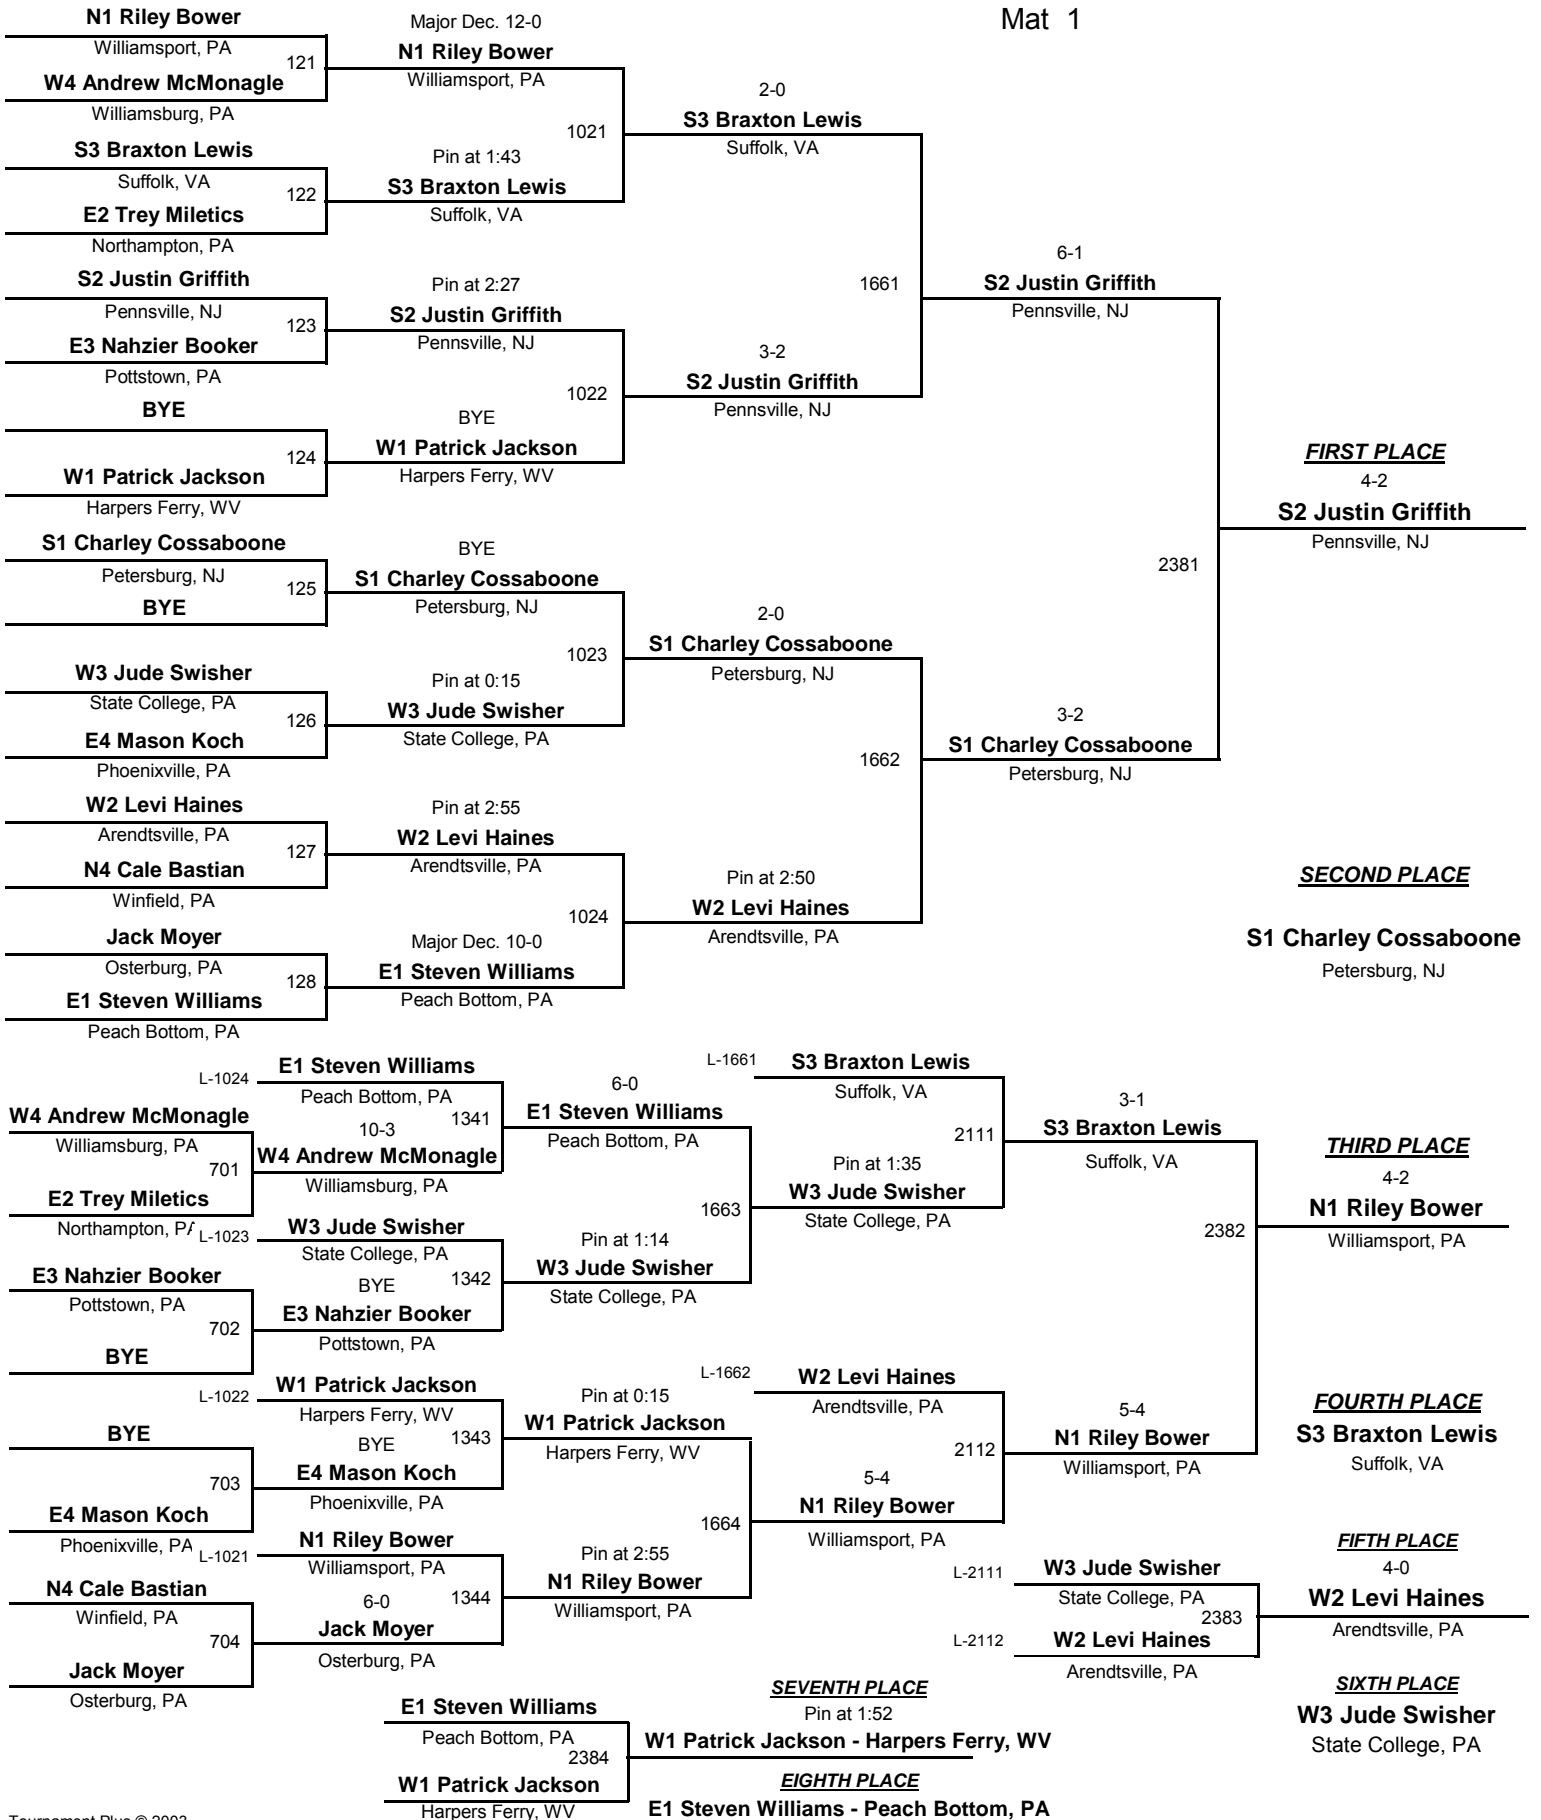 Mat 1
N1 Riley Bower
Williamsport, PA
121
W4 Andrew McMonagle
Williamsburg, PA
S3 Braxton Lewis
Suffolk, VA
122
E2 Trey Miletics
Northampton, PA
S2 Justin Griffith
Pennsville, NJ
123
E3 Nahzier Booker
Pottstown, PA
BYE
124
W1 Patrick Jackson
Harpers Ferry, WV
S1 Charley Cossaboone
Petersburg, NJ
125
BYE
W3 Jude Swisher
State College, PA
126
E4 Mason Koch
Phoenixville, PA
W2 Levi Haines
Arendtsville, PA
127
N4 Cale Bastian
Winfield, PA
Jack Moyer
Osterburg, PA
128
E1 Steven Williams
Peach Bottom, PA
Major Dec. 12-0
N1 Riley Bower
Williamsport, PA
1021
Pin at 1:43
S3 Braxton Lewis
Suffolk, VA
Pin at 2:27
S2 Justin Griffith
Pennsville, NJ
1022
BYE
W1 Patrick Jackson
Harpers Ferry, WV
BYE
S1 Charley Cossaboone
Petersburg, NJ
1023
Pin at 0:15
W3 Jude Swisher
State College, PA
Pin at 2:55
W2 Levi Haines
Arendtsville, PA
1024
Major Dec. 10-0
E1 Steven Williams
Peach Bottom, PA
2-0
S3 Braxton Lewis
Suffolk, VA
1661
3-2
S2 Justin Griffith
Pennsville, NJ
2-0
S1 Charley Cossaboone
Petersburg, NJ
1662
Pin at 2:50
W2 Levi Haines
Arendtsville, PA
6-1
S2 Justin Griffith
Pennsville, NJ
2381
3-2
S1 Charley Cossaboone
Petersburg, NJ
FIRST PLACE
4-2
S2 Justin Griffith
Pennsville, NJ
SECOND PLACE
S1 Charley Cossaboone
Petersburg, NJ
L-1024
E1 Steven Williams
Peach Bottom, PA
1341
W4 Andrew McMonagle
Williamsburg, PA
701
E2 Trey Miletics
Northampton, PA
10-3
W4 Andrew McMonagle
Williamsburg, PA
L-1023
W3 Jude Swisher
State College, PA
1342
E3 Nahzier Booker
Pottstown, PA
702
BYE
BYE
E3 Nahzier Booker
Pottstown, PA
L-1022
W1 Patrick Jackson
Harpers Ferry, WV
1343
BYE
703
E4 Mason Koch
Phoenixville, PA
BYE
E4 Mason Koch
Phoenixville, PA
L-1021
N1 Riley Bower
Williamsport, PA
1344
N4 Cale Bastian
Winfield, PA
704
Jack Moyer
Osterburg, PA
6-0
Jack Moyer
Osterburg, PA
6-0
E1 Steven Williams
Peach Bottom, PA
1663
Pin at 1:14
W3 Jude Swisher
State College, PA
Pin at 0:15
W1 Patrick Jackson
Harpers Ferry, WV
1664
Pin at 2:55
N1 Riley Bower
Williamsport, PA
L-1661
S3 Braxton Lewis
Suffolk, VA
2111
Pin at 1:35
W3 Jude Swisher
State College, PA
L-1662
W2 Levi Haines
Arendtsville, PA
2112
5-4
N1 Riley Bower
Williamsport, PA
3-1
S3 Braxton Lewis
Suffolk, VA
2382
5-4
N1 Riley Bower
Williamsport, PA
THIRD PLACE
4-2
N1 Riley Bower
Williamsport, PA
FOURTH PLACE
S3 Braxton Lewis
Suffolk, VA
L-2111
W3 Jude Swisher
State College, PA
2383
L-2112
W2 Levi Haines
Arendtsville, PA
FIFTH PLACE
4-0
W2 Levi Haines
Arendtsville, PA
SIXTH PLACE
W3 Jude Swisher
State College, PA
E1 Steven Williams
Peach Bottom, PA
2384
W1 Patrick Jackson
Harpers Ferry, WV
SEVENTH PLACE
Pin at 1:52
W1 Patrick Jackson - Harpers Ferry, WV
EIGHTH PLACE
E1 Steven Williams - Peach Bottom, PA
Tournament Plus © 2003